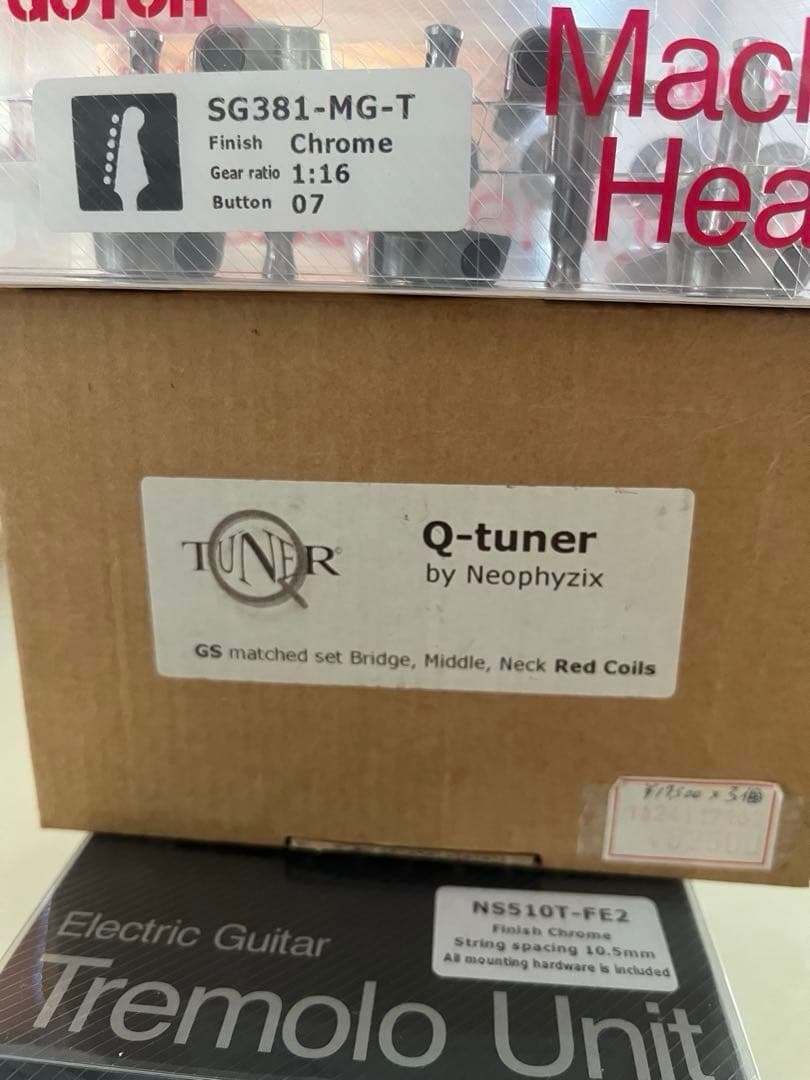 GOTOH
Mac
Hea
SG381-MG-T
Finish Chrome
Gear ratio 1:16
Button 07
TUNER
Q-tuner
by Neophyzix
GS matched set Bridge, Middle, Neck Red Coils
NS510T-FE2
Finish Chrome
String spacing 10.5mm
All mounting hardware is included
Electric Guitar
Tremolo Unit